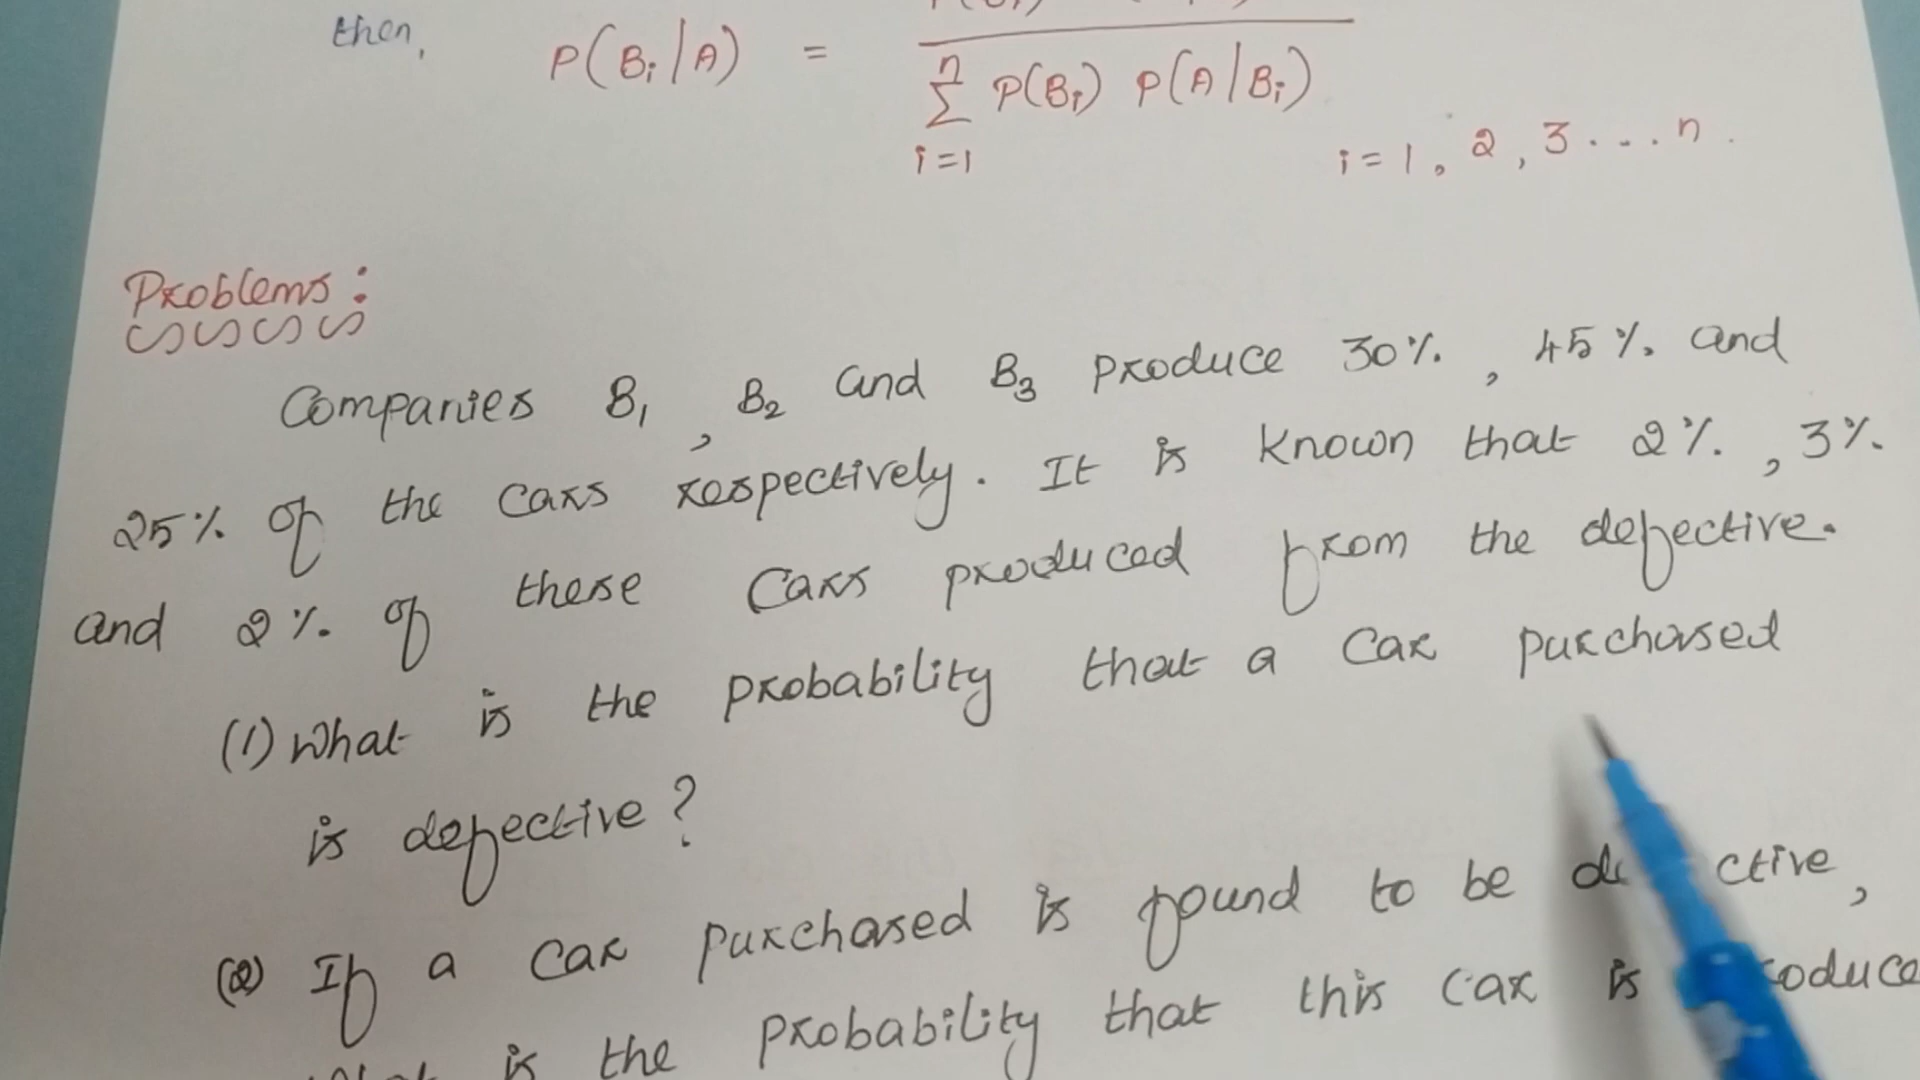 then,
P(Bi/A) =
n
Σ P(Bi) P(A/Bi)
i=1
i = 1, 2, 3 . . . n.
Problems:
Companies B1, B2 and B3 produce 30%, 45% and
25% of the cars respectively. It is known that 2%, 3%
and 2% of these cars produced from the defective.
(1) What is the probability that a car purchased
is defective?
(2) If a car purchased is found to be
is the probability that this car is